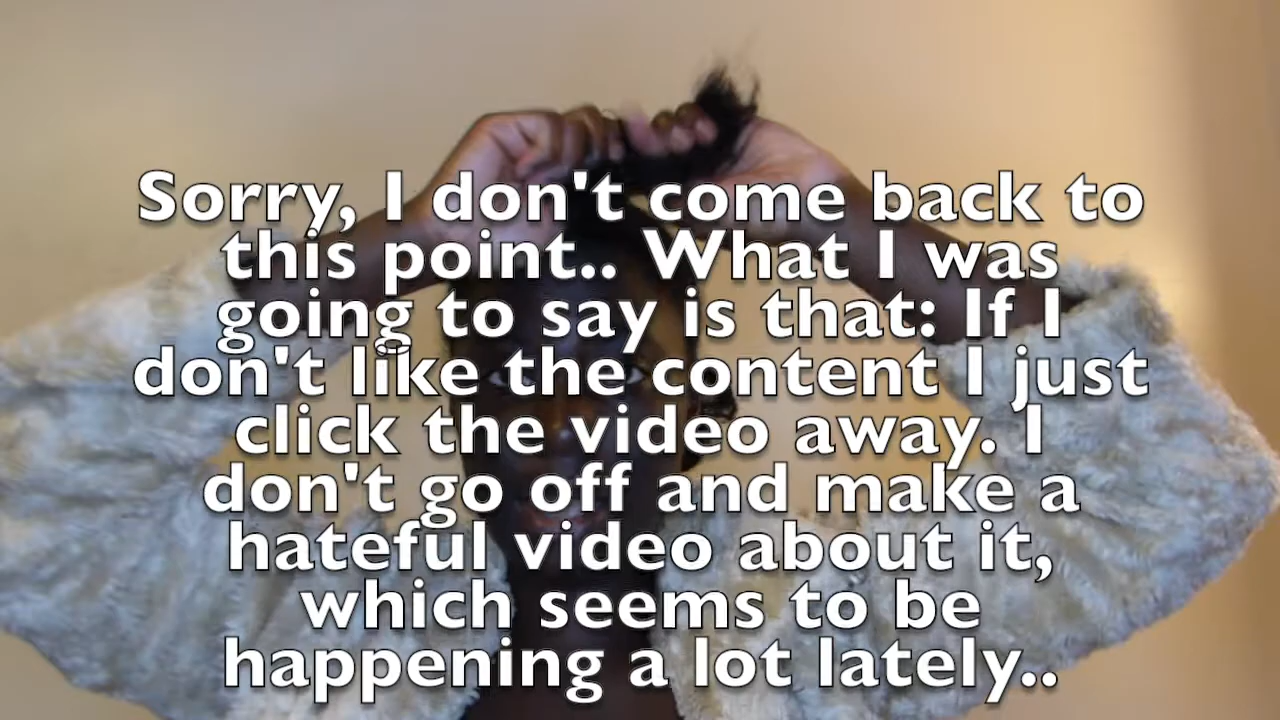 Sorry, I don't come back to
this point.. What I was
going to say is that: If I
don't like the content I just
click the video away. I
don't go off and make a
hateful video about it,
which seems to be
happening a lot lately..